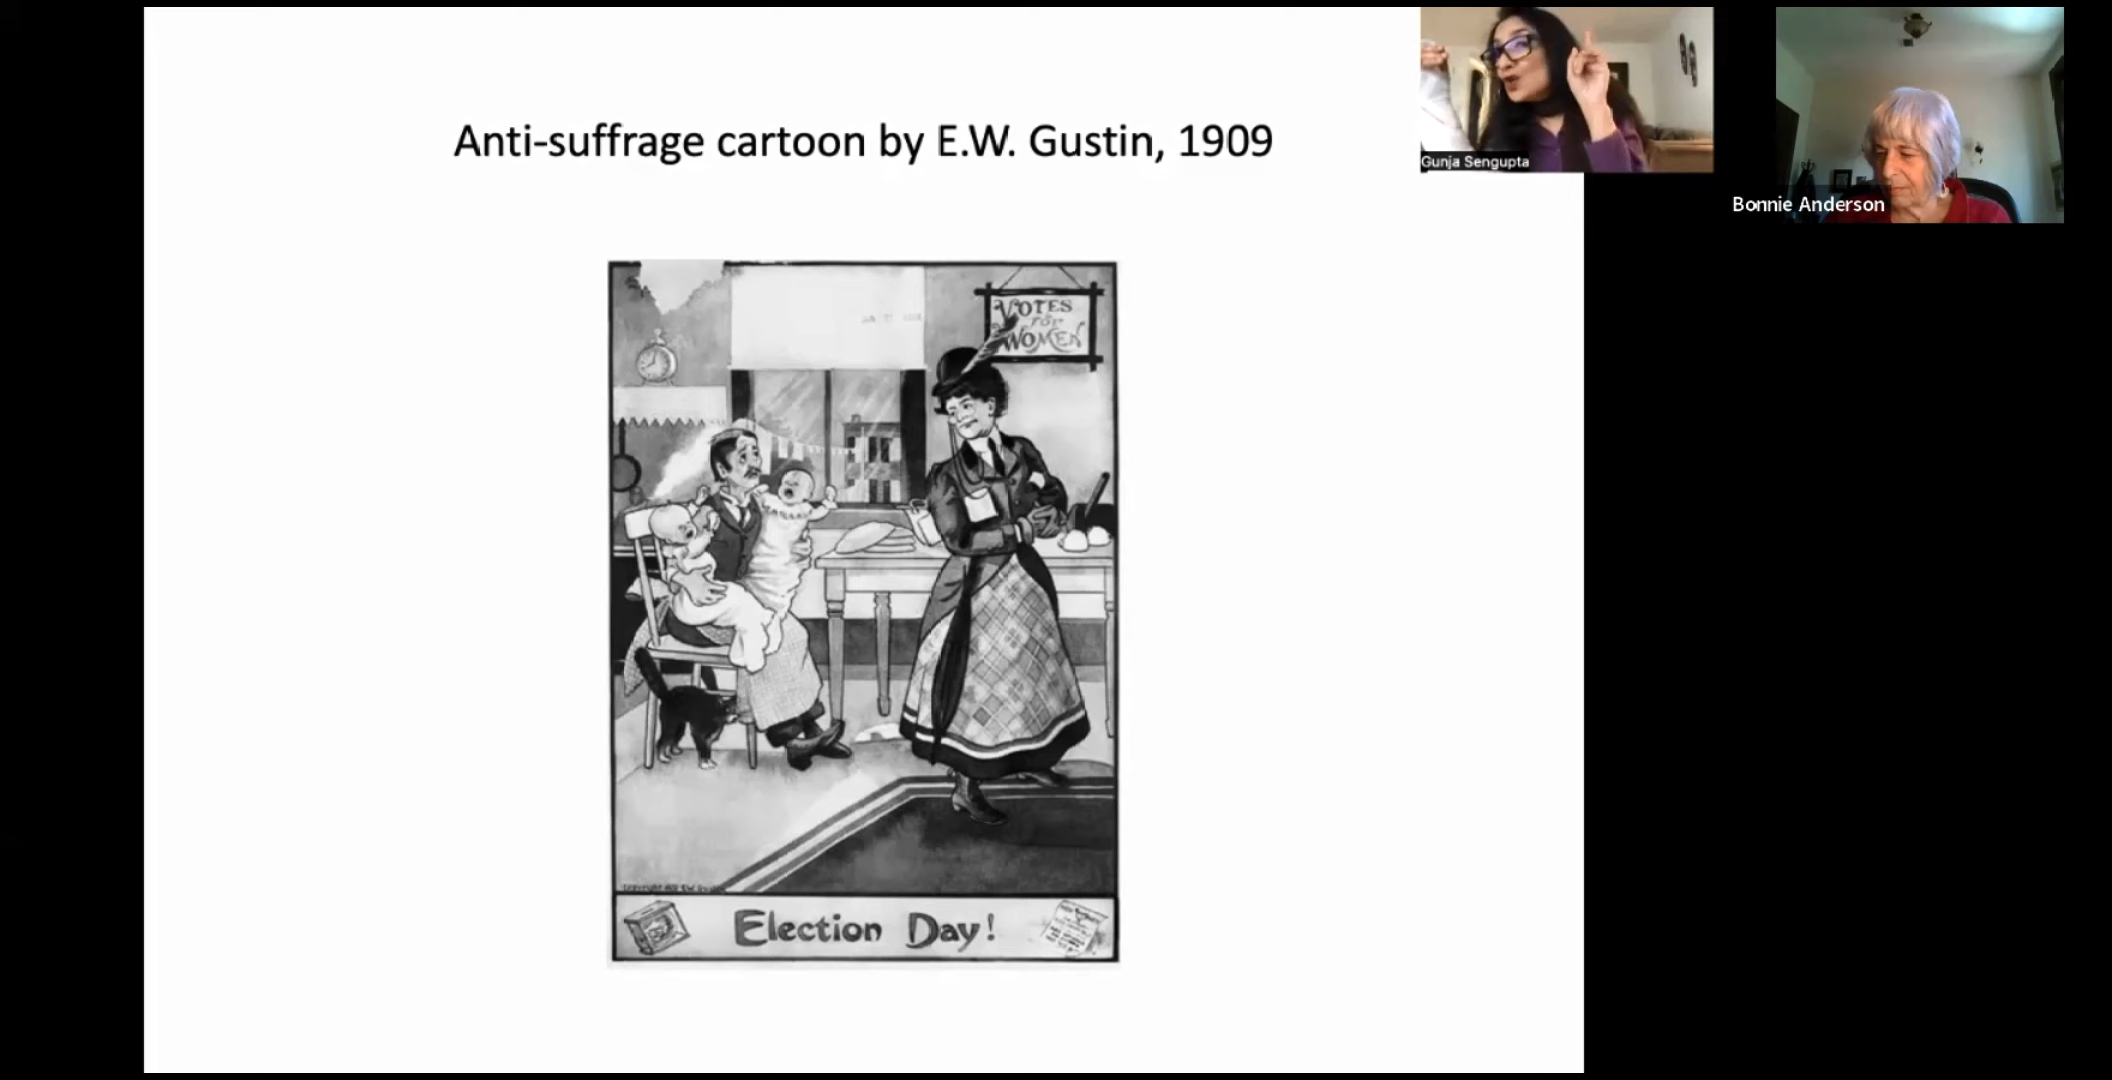 Anti-suffrage cartoon by E.W. Gustin, 1909
Gunja Sengupta
Bonnie Anderson
VOTES
for
WOMEN
Election Day!